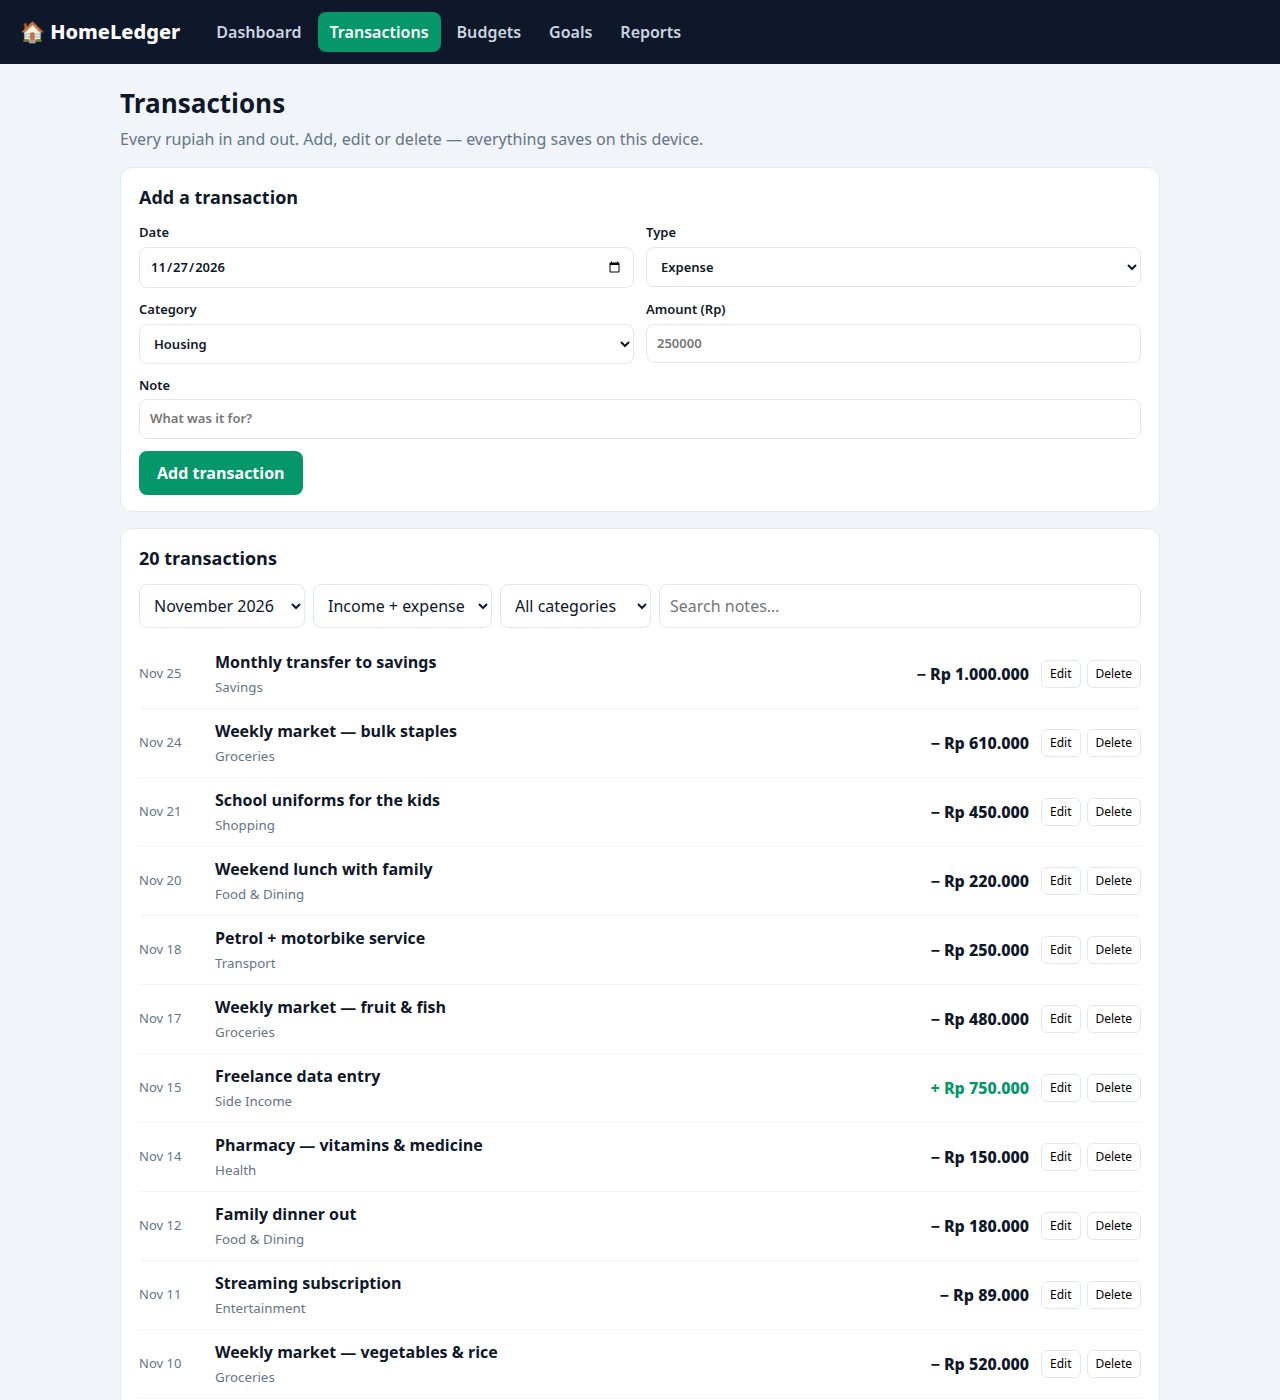 🏠 HomeLedger Dashboard Transactions Budgets Goals Reports
Transactions
Every rupiah in and out. Add, edit or delete — everything saves on this device.
Add a transaction
Date Type
11/27/2026 Expense
Category Amount (Rp)
Housing 250000
Note
What was it for?
Add transaction
20 transactions
November 2026 Income + expense All categories Search notes...
Nov 25 Monthly transfer to savings − Rp 1.000.000 Edit Delete
Savings
Nov 24 Weekly market — bulk staples − Rp 610.000 Edit Delete
Groceries
Nov 21 School uniforms for the kids − Rp 450.000 Edit Delete
Shopping
Nov 20 Weekend lunch with family − Rp 220.000 Edit Delete
Food & Dining
Nov 18 Petrol + motorbike service − Rp 250.000 Edit Delete
Transport
Nov 17 Weekly market — fruit & fish − Rp 480.000 Edit Delete
Groceries
Nov 15 Freelance data entry + Rp 750.000 Edit Delete
Side Income
Nov 14 Pharmacy — vitamins & medicine − Rp 150.000 Edit Delete
Health
Nov 12 Family dinner out − Rp 180.000 Edit Delete
Food & Dining
Nov 11 Streaming subscription − Rp 89.000 Edit Delete
Entertainment
Nov 10 Weekly market — vegetables & rice − Rp 520.000 Edit Delete
Groceries